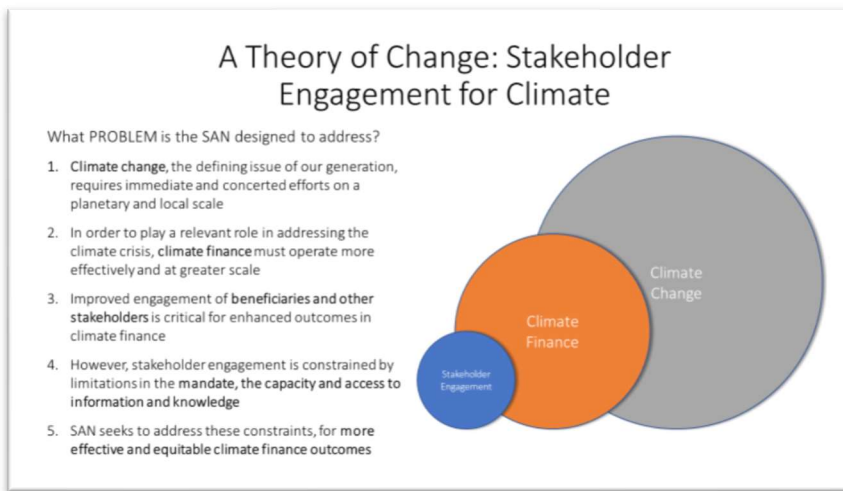 A Theory of Change: Stakeholder
Engagement for Climate
What PROBLEM is the SAN designed to address?
1. Climate change, the defining issue of our generation,
requires immediate and concerted efforts on a
planetary and local scale
2. In order to play a relevant role in addressing the
climate crisis, climate finance must operate more
effectively and at greater scale
3. Improved engagement of beneficiaries and other
stakeholders is critical for enhanced outcomes in
climate finance
4. However, stakeholder engagement is constrained by
limitations in the mandate, the capacity and access to
information and knowledge
5. SAN seeks to address these constraints, for more
effective and equitable climate finance outcomes
Stakeholder
Engagement
Climate
Finance
Climate
Change